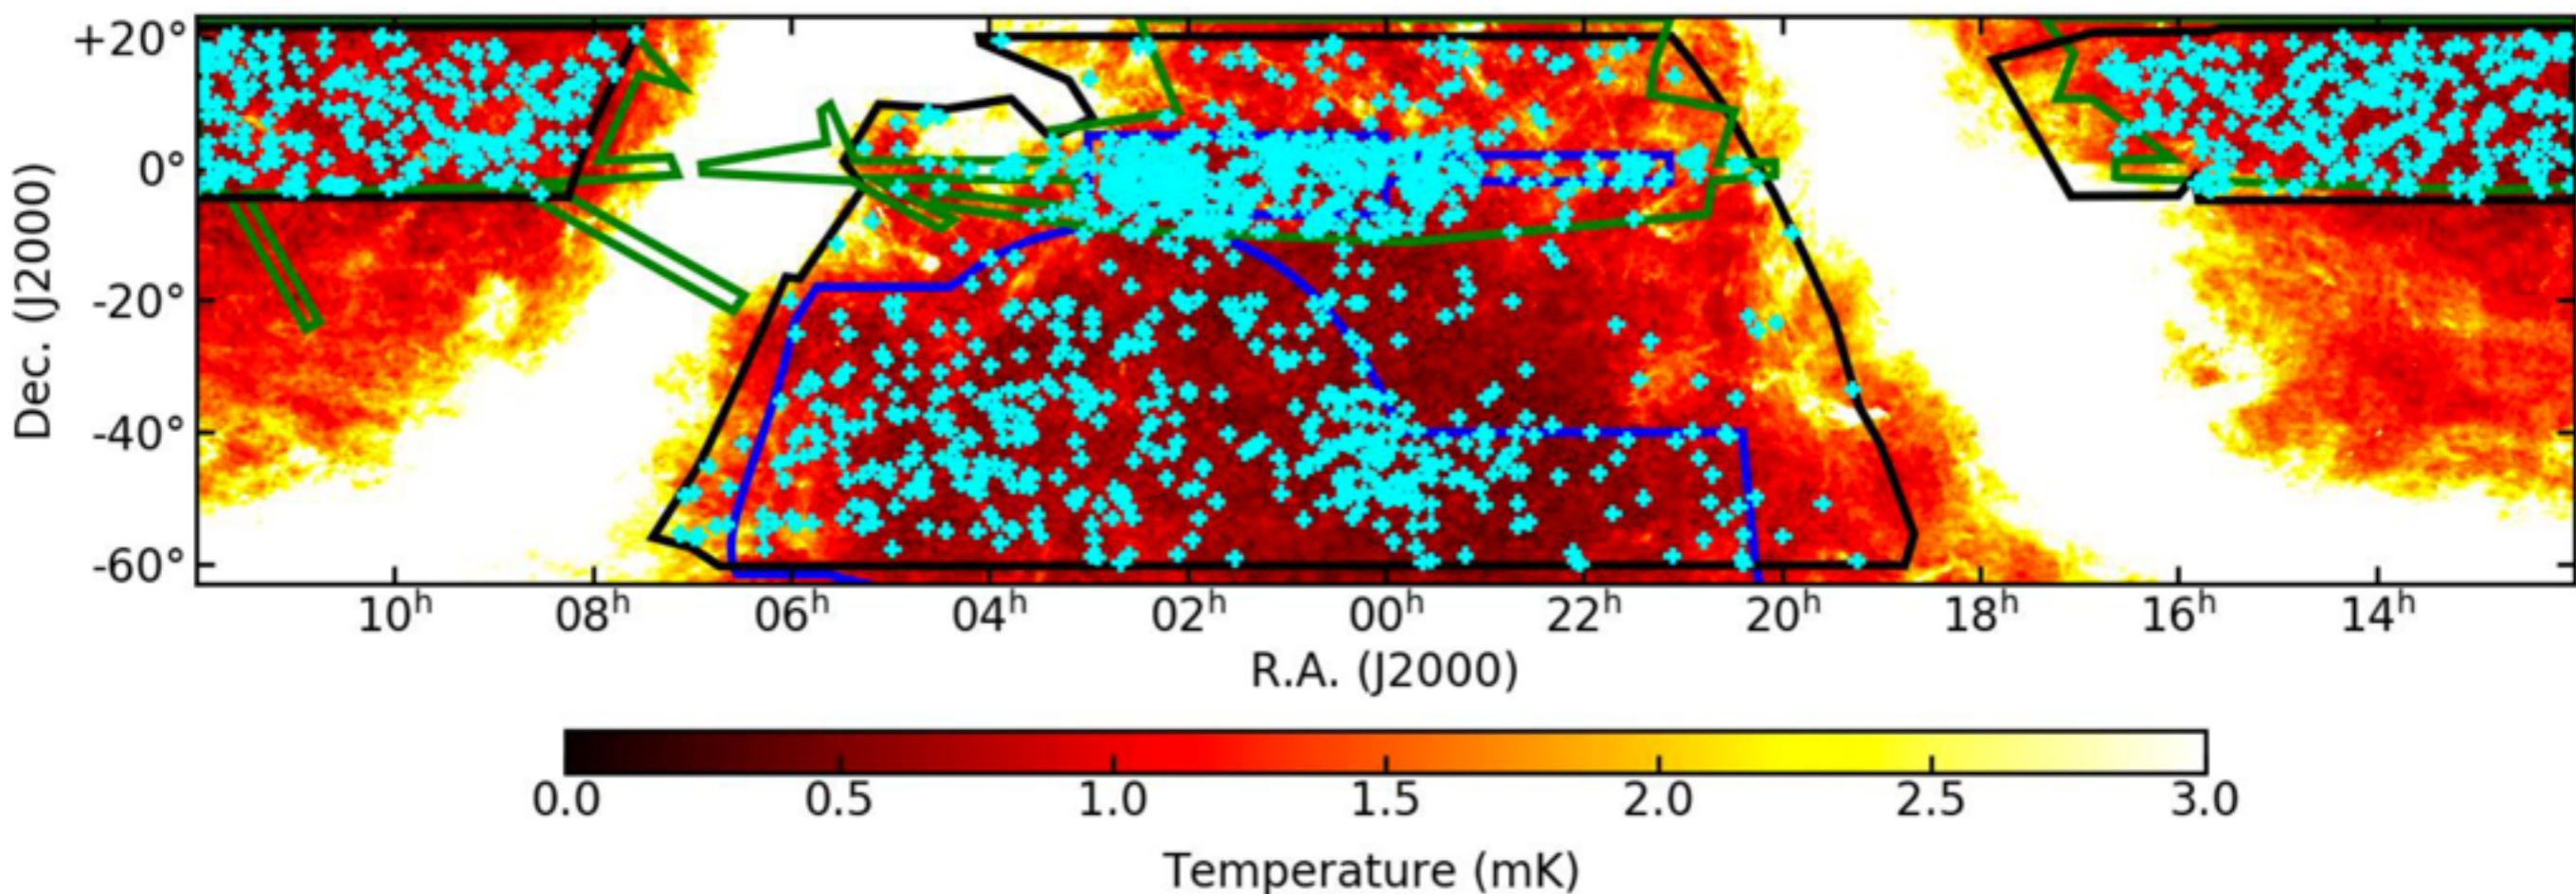 +20°
0°
-20°
-40°
-60°
Dec. (J2000)
10h 08h 06h 04h 02h 00h 22h 20h 18h 16h 14h
R.A. (J2000)
0.0 0.5 1.0 1.5 2.0 2.5 3.0
Temperature (mK)